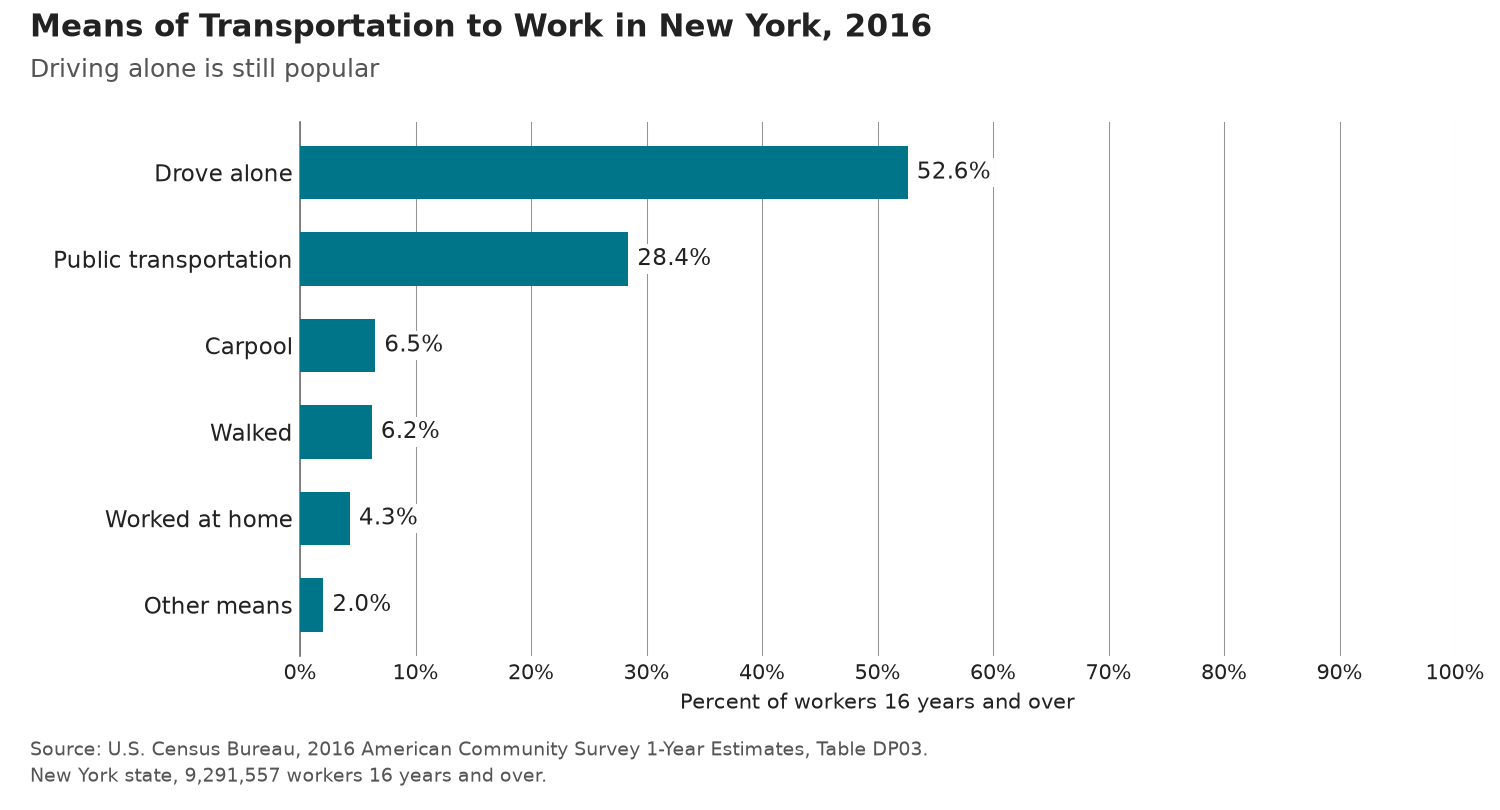 Means of Transportation to Work in New York, 2016
Driving alone is still popular
Drove alone
52.6%
Public transportation
28.4%
Carpool
6.5%
Walked
6.2%
Worked at home
4.3%
Other means
2.0%
0% 10% 20% 30% 40% 50% 60% 70% 80% 90% 100%
Percent of workers 16 years and over
Source: U.S. Census Bureau, 2016 American Community Survey 1-Year Estimates, Table DP03.
New York state, 9,291,557 workers 16 years and over.